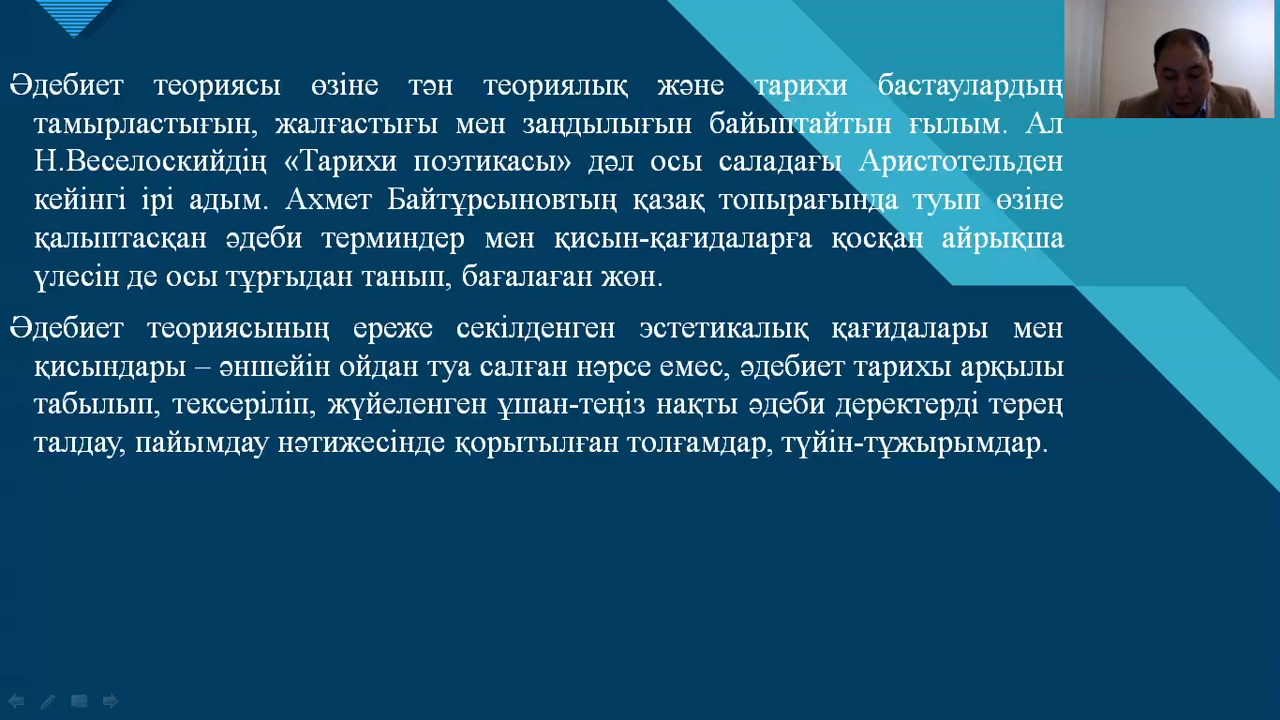 Әдебиет теориясы өзіне тән теориялық және тарихи бастаулардың
тамырластығын, жалғастығы мен заңдылығын байыптайтын ғылым. Ал
Н.Веселоскийдің «Тарихи поэтикасы» дәл осы саладағы Аристотельден
кейінгі ірі адым. Ахмет Байтұрсыновтың қазақ топырағында туып өзіне
қалыптасқан әдеби терминдер мен қисын-қағидаларға қосқан айрықша
үлесін де осы тұрғыдан танып, бағалаған жөн.
Әдебиет теориясының ереже секілденген эстетикалық қағидалары мен
қисындары – әншейін ойдан туа салған нәрсе емес, әдебиет тарихы арқылы
табылып, тексеріліп, жүйеленген ұшан-теңіз нақты әдеби деректерді терең
талдау, пайымдау нәтижесінде қорытылған толғамдар, түйін-тұжырымдар.